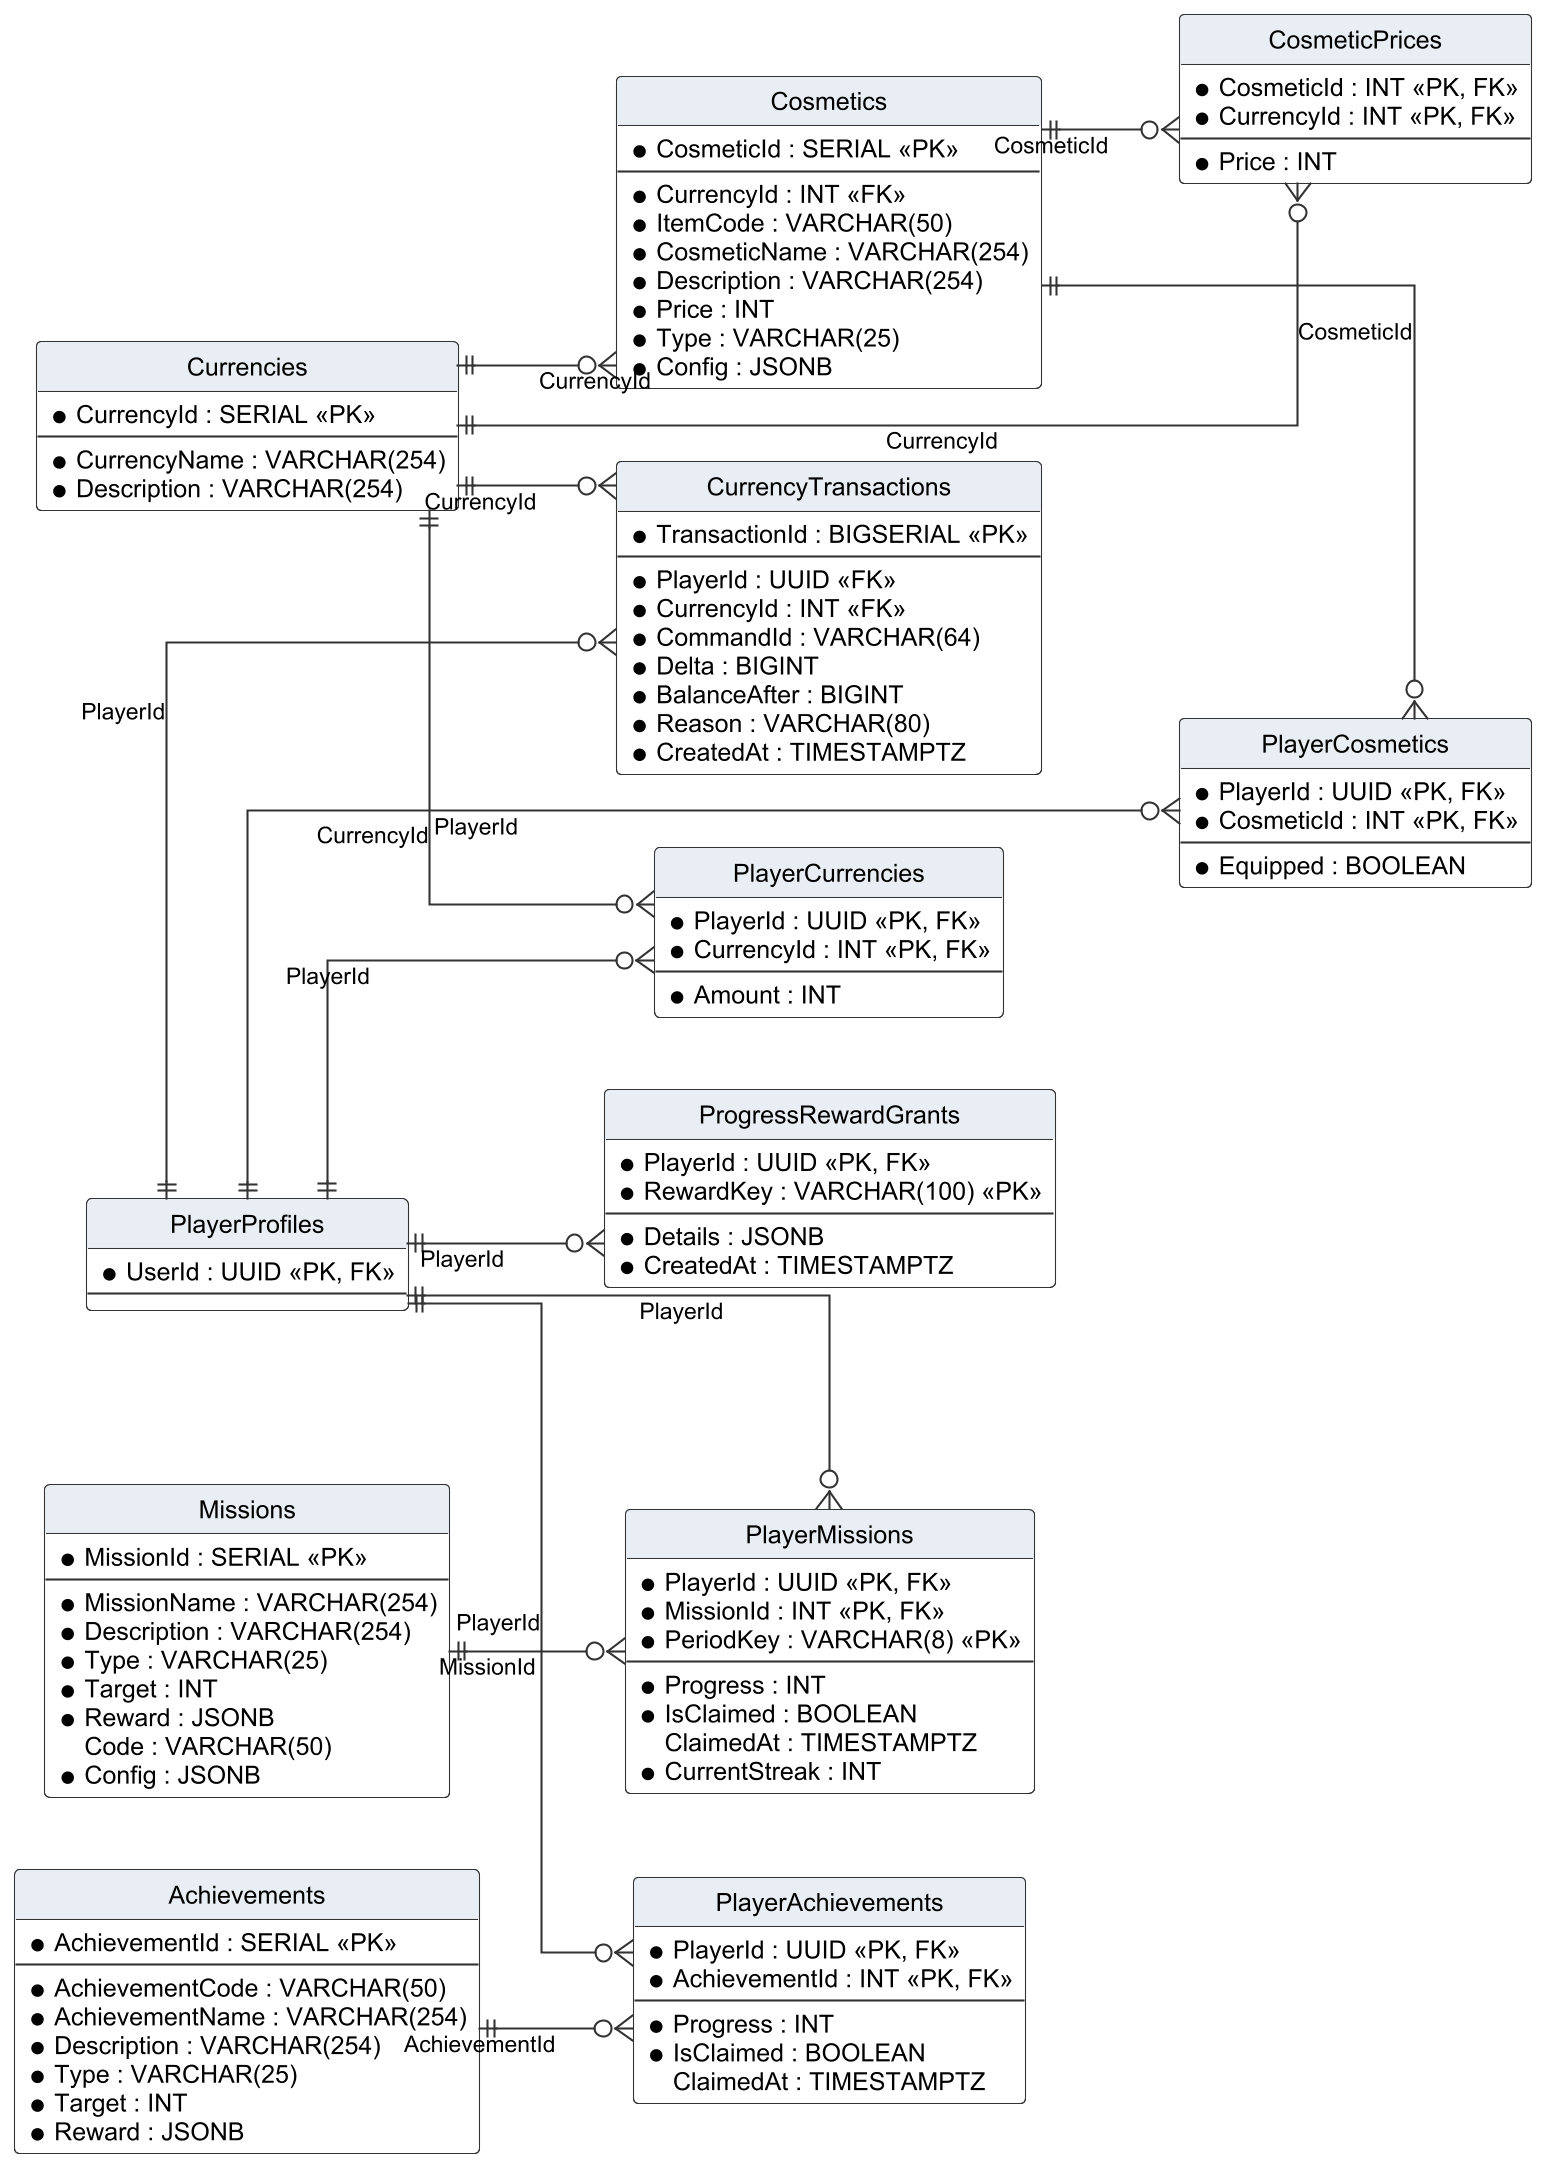 CosmeticPrices
CosmeticId : INT «PK, FK»
CurrencyId : INT «PK, FK»
Price : INT
Cosmetics
CosmeticId : SERIAL «PK»
CurrencyId : INT «FK»
ItemCode : VARCHAR(50)
CosmeticName : VARCHAR(254)
Description : VARCHAR(254)
Price : INT
Type : VARCHAR(25)
Config : JSONB
CosmeticId
CosmeticId
Currencies
CurrencyId : SERIAL «PK»
CurrencyName : VARCHAR(254)
Description : VARCHAR(254)
CurrencyId
CurrencyId
CurrencyId
CurrencyTransactions
TransactionId : BIGSERIAL «PK»
PlayerId : UUID «FK»
CurrencyId : INT «FK»
CommandId : VARCHAR(64)
Delta : BIGINT
BalanceAfter : BIGINT
Reason : VARCHAR(80)
CreatedAt : TIMESTAMPTZ
PlayerId
PlayerCosmetics
PlayerId : UUID «PK, FK»
CosmeticId : INT «PK, FK»
Equipped : BOOLEAN
CurrencyId
PlayerId
PlayerCurrencies
PlayerId : UUID «PK, FK»
CurrencyId : INT «PK, FK»
Amount : INT
PlayerId
ProgressRewardGrants
PlayerId : UUID «PK, FK»
RewardKey : VARCHAR(100) «PK»
Details : JSONB
CreatedAt : TIMESTAMPTZ
PlayerProfiles
UserId : UUID «PK, FK»
PlayerId
PlayerId
Missions
MissionId : SERIAL «PK»
MissionName : VARCHAR(254)
Description : VARCHAR(254)
Type : VARCHAR(25)
Target : INT
Reward : JSONB
Code : VARCHAR(50)
Config : JSONB
PlayerId
MissionId
PlayerMissions
PlayerId : UUID «PK, FK»
MissionId : INT «PK, FK»
PeriodKey : VARCHAR(8) «PK»
Progress : INT
IsClaimed : BOOLEAN
ClaimedAt : TIMESTAMPTZ
CurrentStreak : INT
Achievements
AchievementId : SERIAL «PK»
AchievementCode : VARCHAR(50)
AchievementName : VARCHAR(254)
Description : VARCHAR(254)
Type : VARCHAR(25)
Target : INT
Reward : JSONB
AchievementId
PlayerAchievements
PlayerId : UUID «PK, FK»
AchievementId : INT «PK, FK»
Progress : INT
IsClaimed : BOOLEAN
ClaimedAt : TIMESTAMPTZ